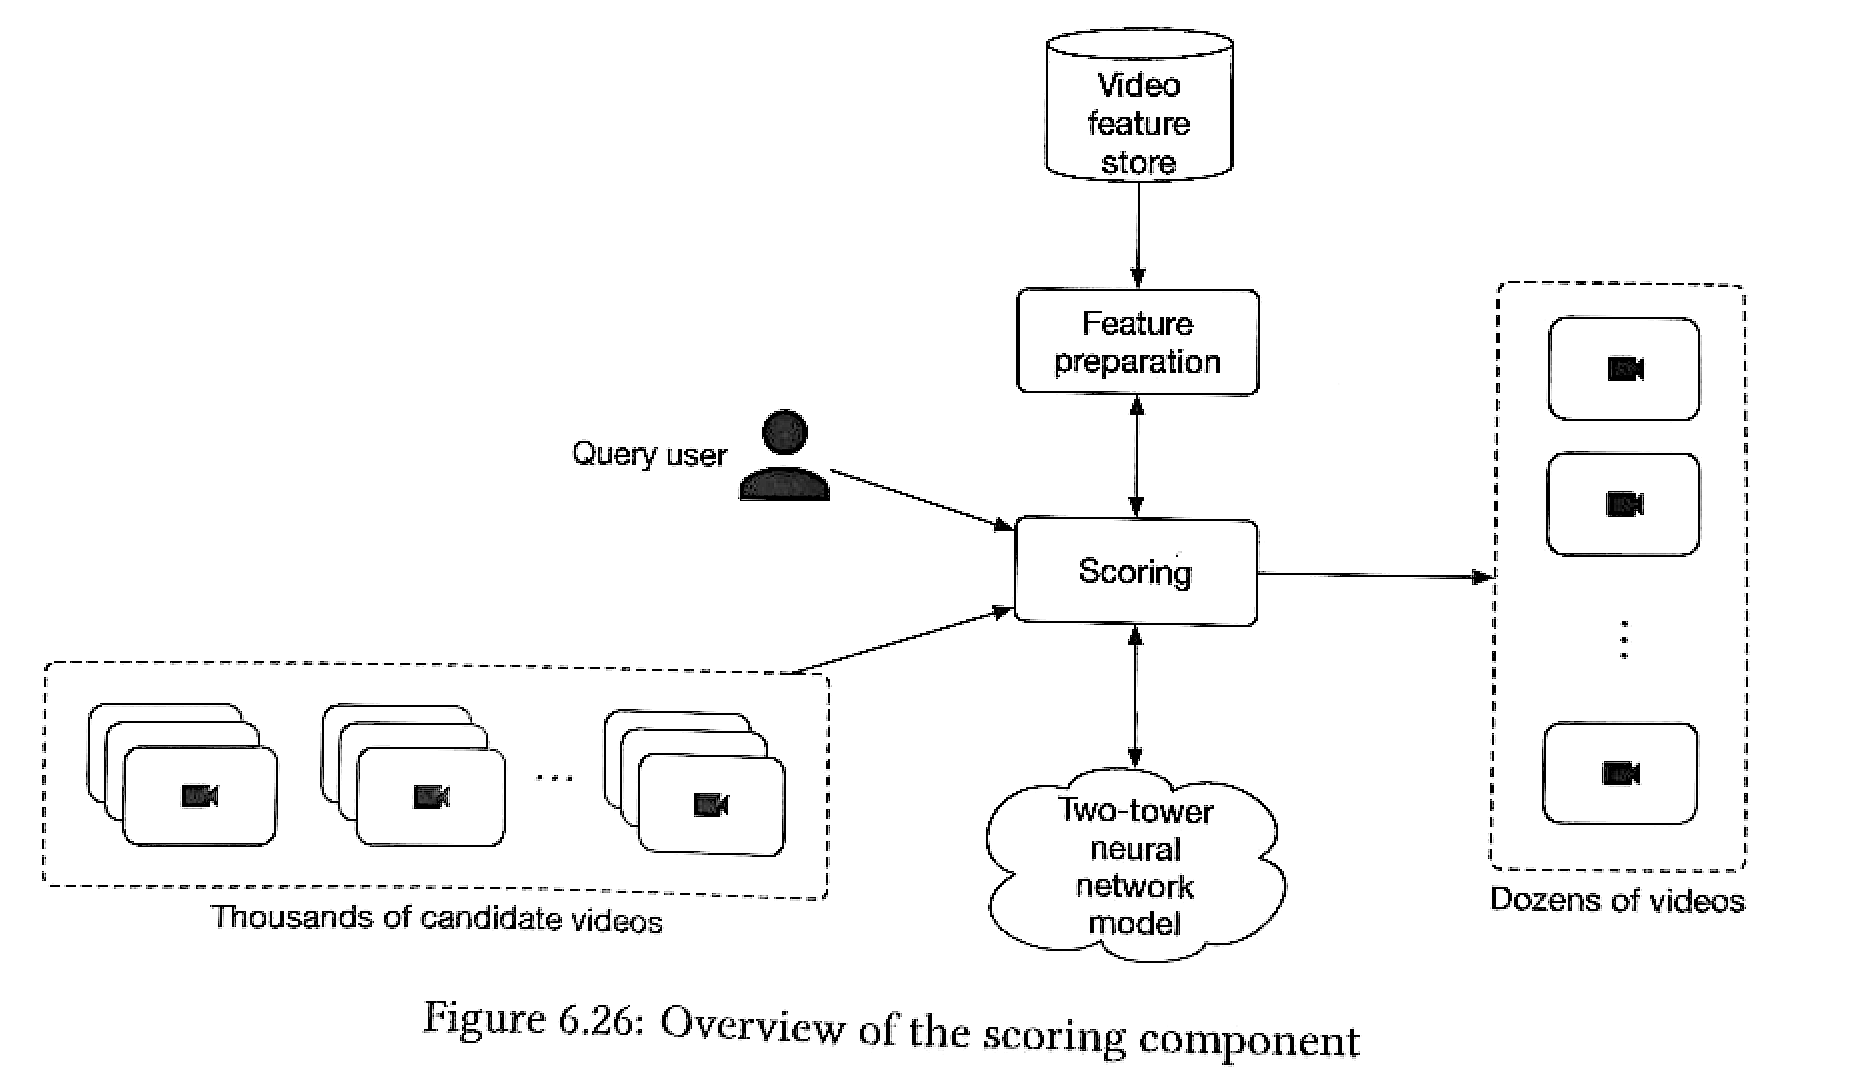 Video
feature
store
Feature
preparation
Query user
Scoring
Two-tower
neural
network
model
Thousands of candidate videos
Dozens of videos
Figure 6.26: Overview of the scoring component